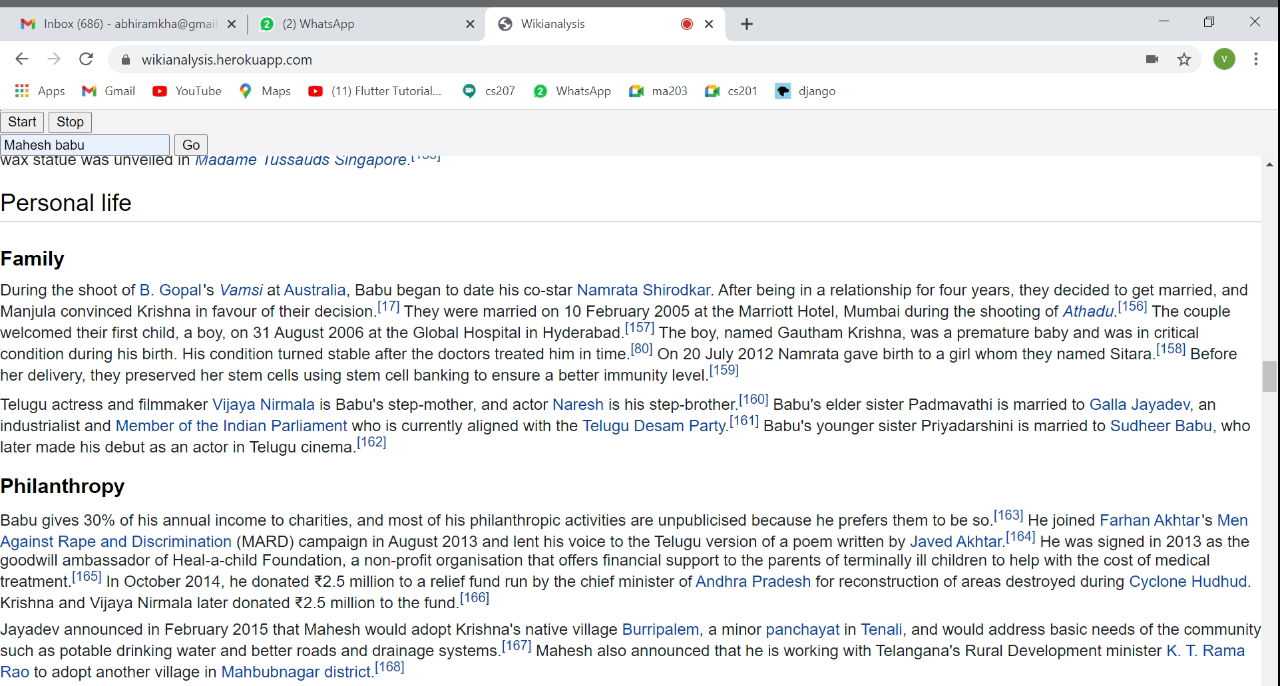 Inbox (686) - abhiramkha@gmai
(2) WhatsApp
Wikianalysis
wikianalysis.herokuapp.com
V
Apps Gmail YouTube Maps (11) Flutter Tutorial... cs207 WhatsApp ma203 cs201 django
Start Stop
Mahesh babu Go
wax statue was unveiled in Madame Tussauds Singapore.
Personal life
Family
During the shoot of B. Gopal's Vamsi at Australia, Babu began to date his co-star Namrata Shirodkar. After being in a relationship for four years, they decided to get married, and
Manjula convinced Krishna in favour of their decision.[17] They were married on 10 February 2005 at the Marriott Hotel, Mumbai during the shooting of Athadu.[156] The couple
welcomed their first child, a boy, on 31 August 2006 at the Global Hospital in Hyderabad.[157] The boy, named Gautham Krishna, was a premature baby and was in critical
condition during his birth. His condition turned stable after the doctors treated him in time.[80] On 20 July 2012 Namrata gave birth to a girl whom they named Sitara.[158] Before
her delivery, they preserved her stem cells using stem cell banking to ensure a better immunity level.[159]
Telugu actress and filmmaker Vijaya Nirmala is Babu's step-mother, and actor Naresh is his step-brother.[160] Babu's elder sister Padmavathi is married to Galla Jayadev, an
industrialist and Member of the Indian Parliament who is currently aligned with the Telugu Desam Party.[161] Babu's younger sister Priyadarshini is married to Sudheer Babu, who
later made his debut as an actor in Telugu cinema.[162]
Philanthropy
Babu gives 30% of his annual income to charities, and most of his philanthropic activities are unpublicised because he prefers them to be so.[163] He joined Farhan Akhtar's Men
Against Rape and Discrimination (MARD) campaign in August 2013 and lent his voice to the Telugu version of a poem written by Javed Akhtar.[164] He was signed in 2013 as the
goodwill ambassador of Heal-a-child Foundation, a non-profit organisation that offers financial support to the parents of terminally ill children to help with the cost of medical
treatment.[165] In October 2014, he donated ₹2.5 million to a relief fund run by the chief minister of Andhra Pradesh for reconstruction of areas destroyed during Cyclone Hudhud.
Krishna and Vijaya Nirmala later donated ₹2.5 million to the fund.[166]
Jayadev announced in February 2015 that Mahesh would adopt Krishna's native village Burripalem, a minor panchayat in Tenali, and would address basic needs of the community
such as potable drinking water and better roads and drainage systems.[167] Mahesh also announced that he is working with Telangana's Rural Development minister K. T. Rama
Rao to adopt another village in Mahbubnagar district.[168]